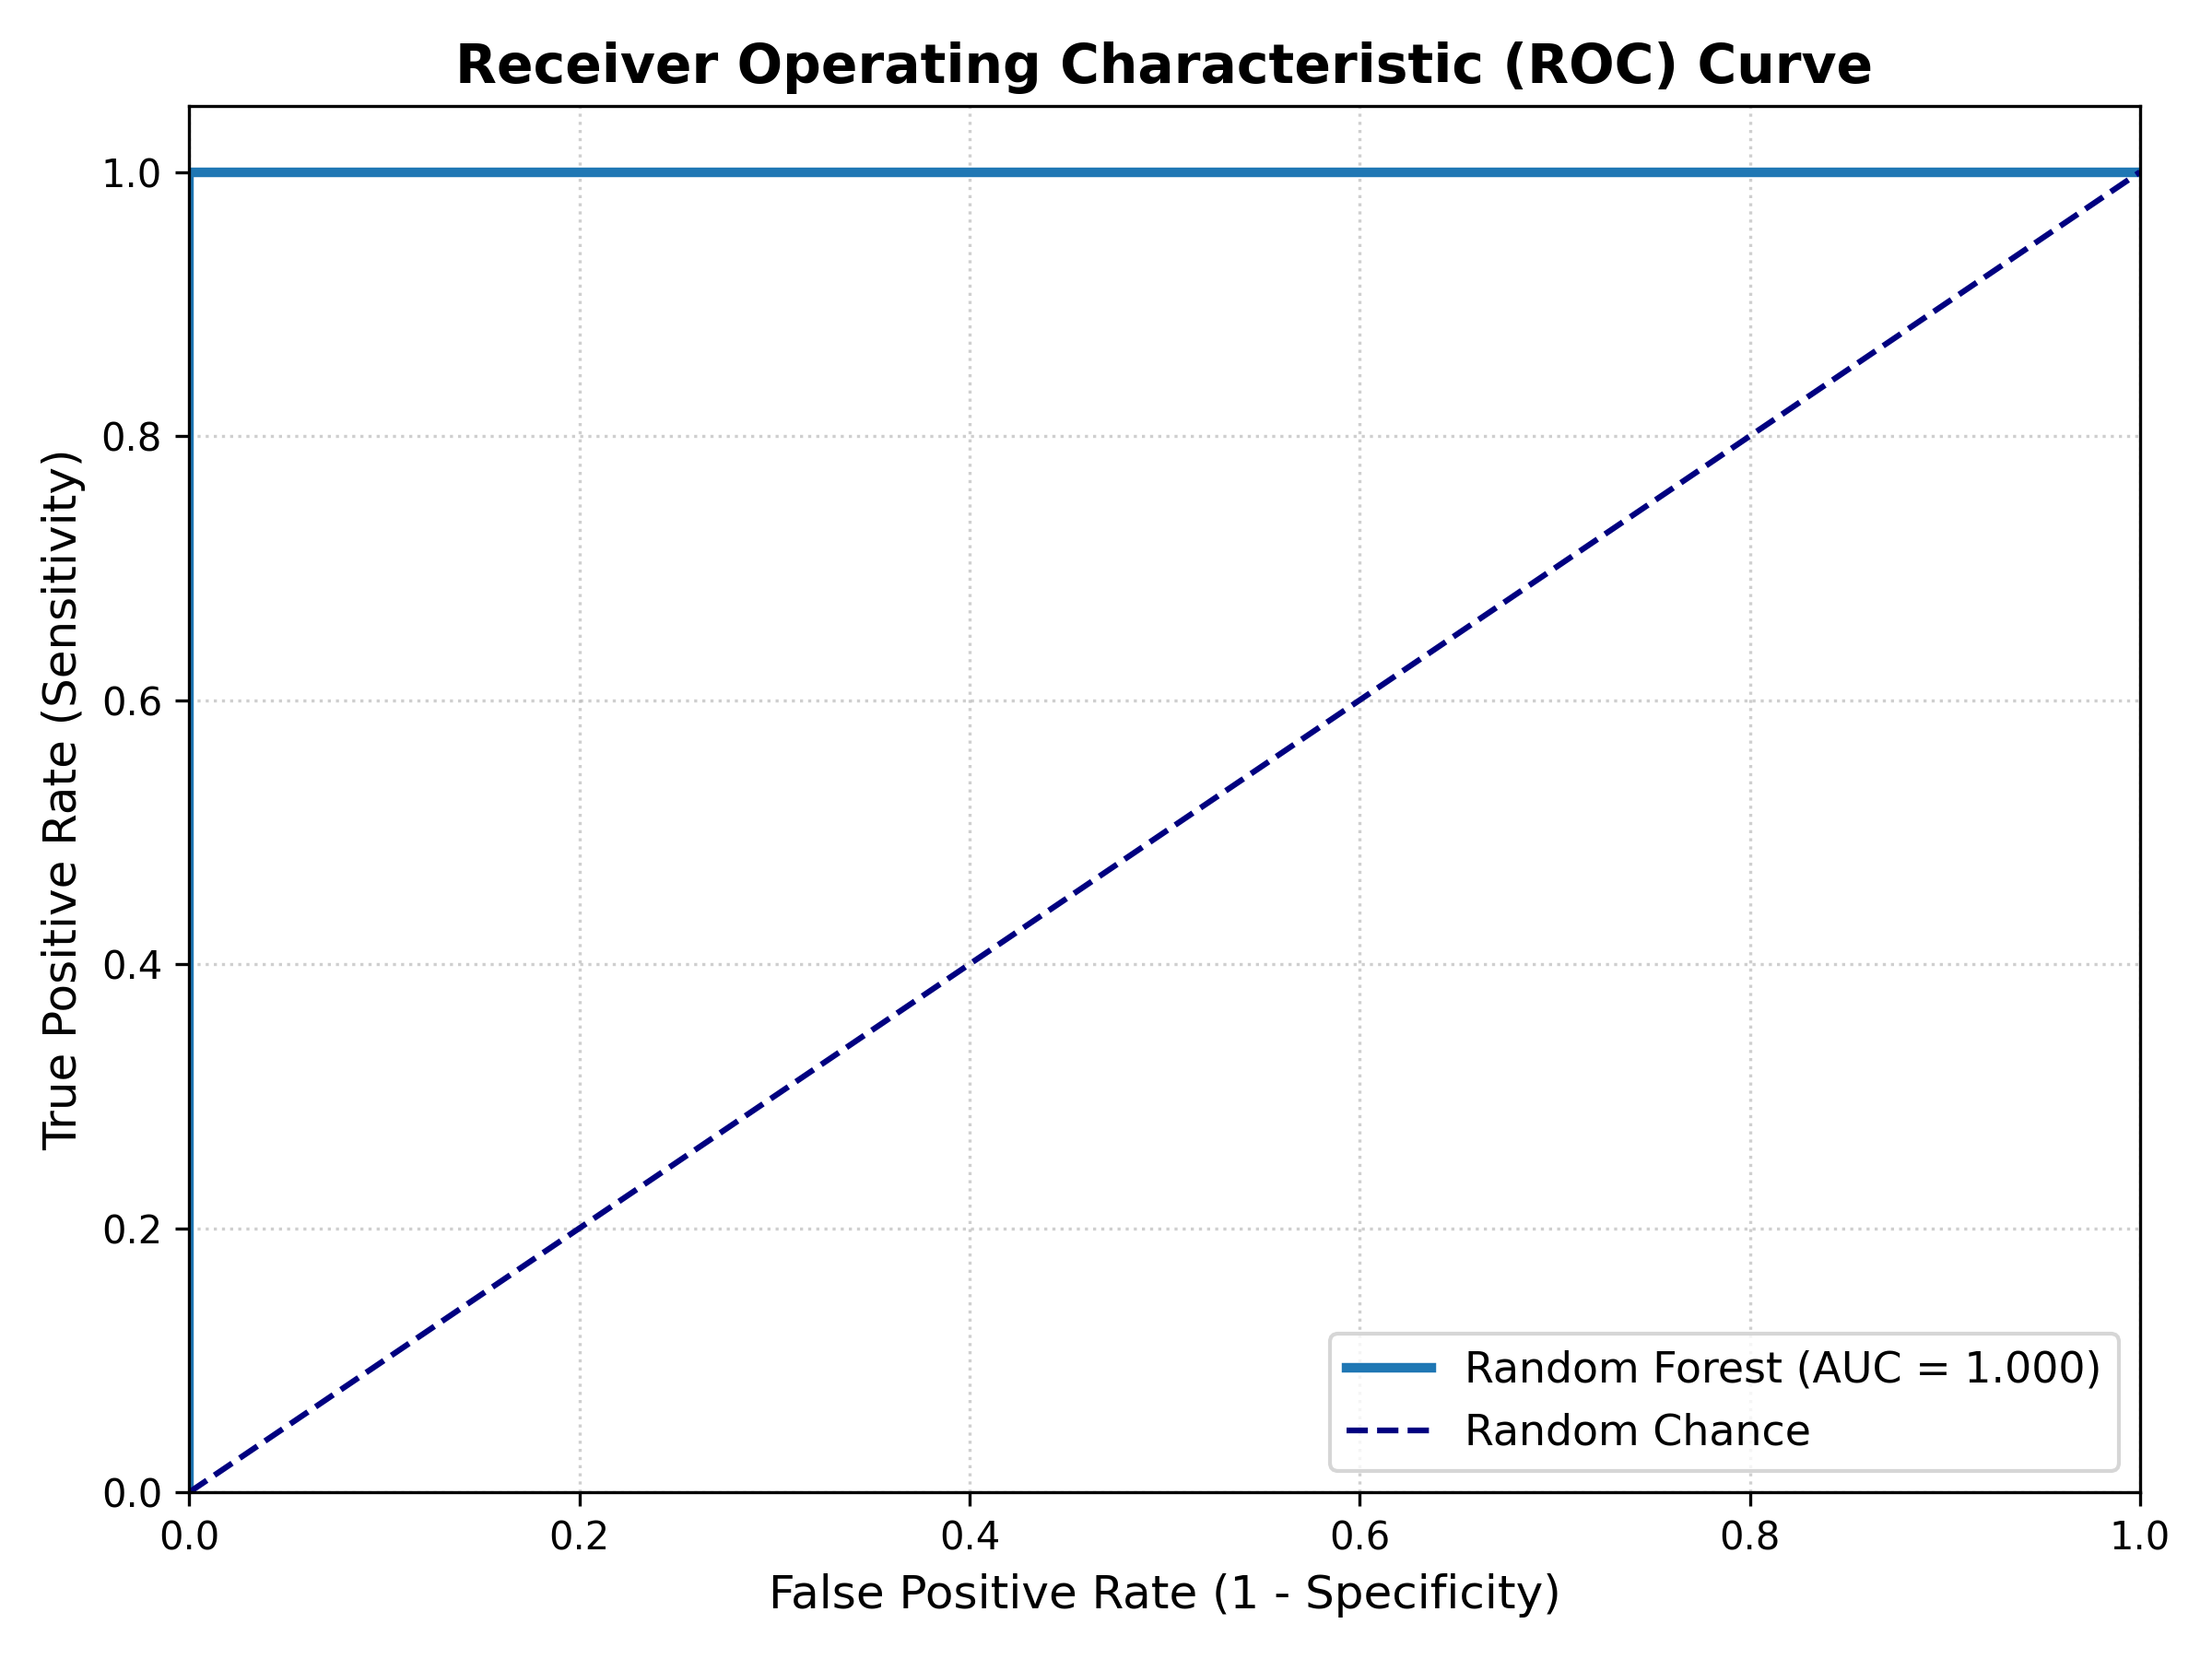 Receiver Operating Characteristic (ROC) Curve
True Positive Rate (Sensitivity)
1.0
0.8
0.6
0.4
0.2
0.0
0.0 0.2 0.4 0.6 0.8 1.0
False Positive Rate (1 - Specificity)
Random Forest (AUC = 1.000)
Random Chance